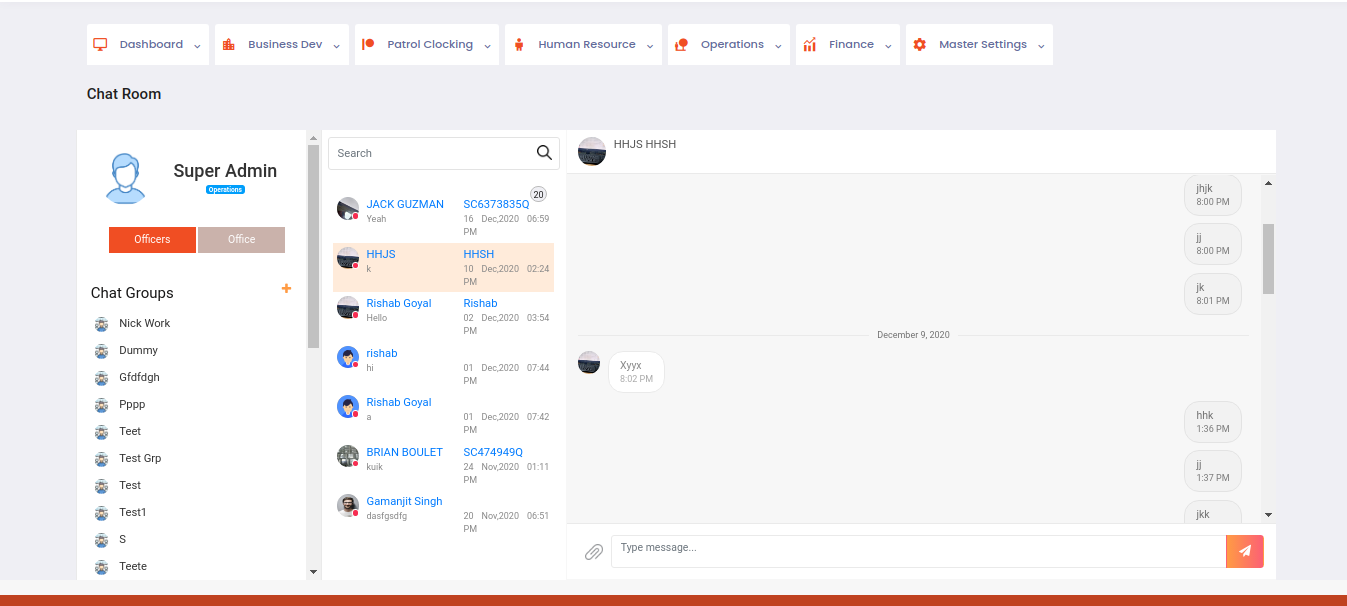 Dashboard Business Dev Patrol Clocking Human Resource Operations Finance Master Settings
Chat Room
Super Admin
Operations
Officers Office
Chat Groups
Nick Work
Dummy
Gfdfdgh
Pppp
Teet
Test Grp
Test
Test1
S
Teete
Search
20
JACK GUZMAN SC6373835Q
Yeah 16 Dec,2020 06:59
PM
HHJS HHSH
k 10 Dec,2020 02:24
PM
Rishab Goyal Rishab
Hello 02 Dec,2020 03:54
PM
rishab
hi 01 Dec,2020 07:44
PM
Rishab Goyal
a 01 Dec,2020 07:42
PM
BRIAN BOULET SC474949Q
kuik 24 Nov,2020 01:11
PM
Gamanjit Singh
dasfgsdfg 20 Nov,2020 06:51
PM
HHJS HHSH
jhjk
8:00 PM
jj
8:00 PM
jk
8:01 PM
December 9, 2020
Xyyx
8:02 PM
hhk
1:36 PM
jj
1:37 PM
jkk
Type message...